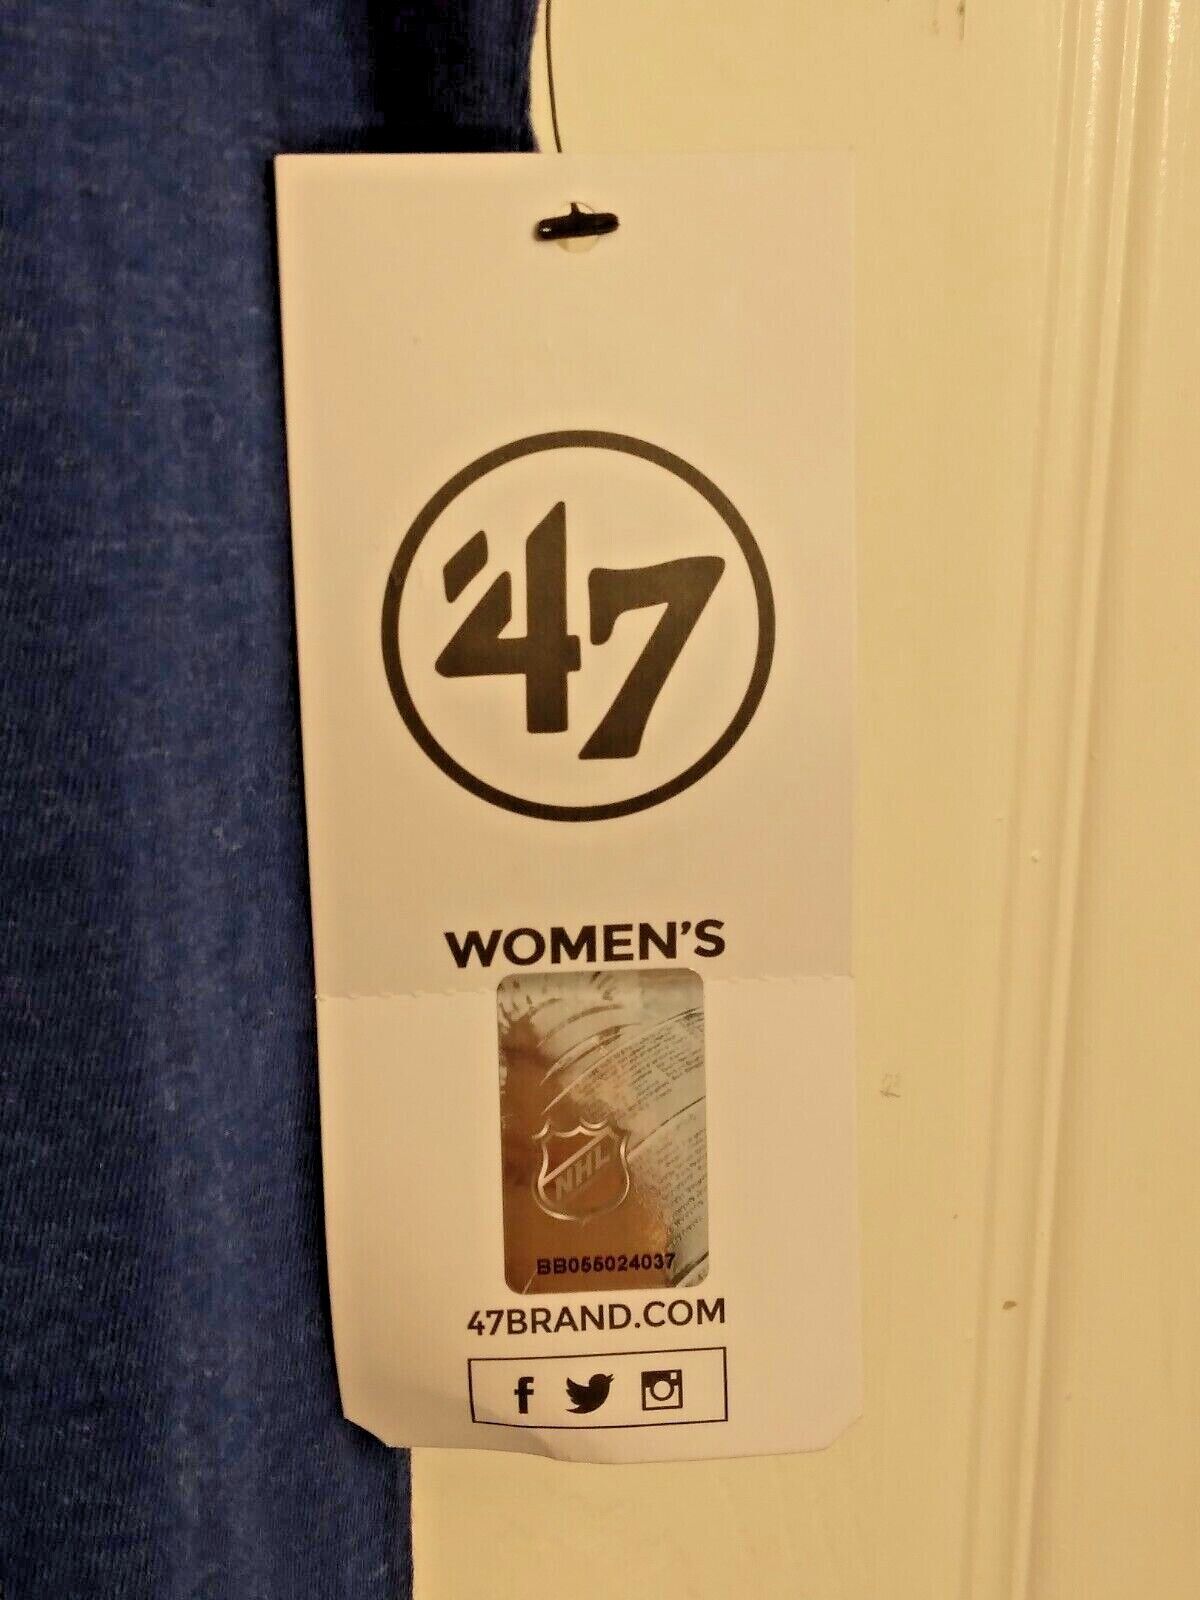 '47
WOMEN'S
NHL
BB055024037
47BRAND.COM
f